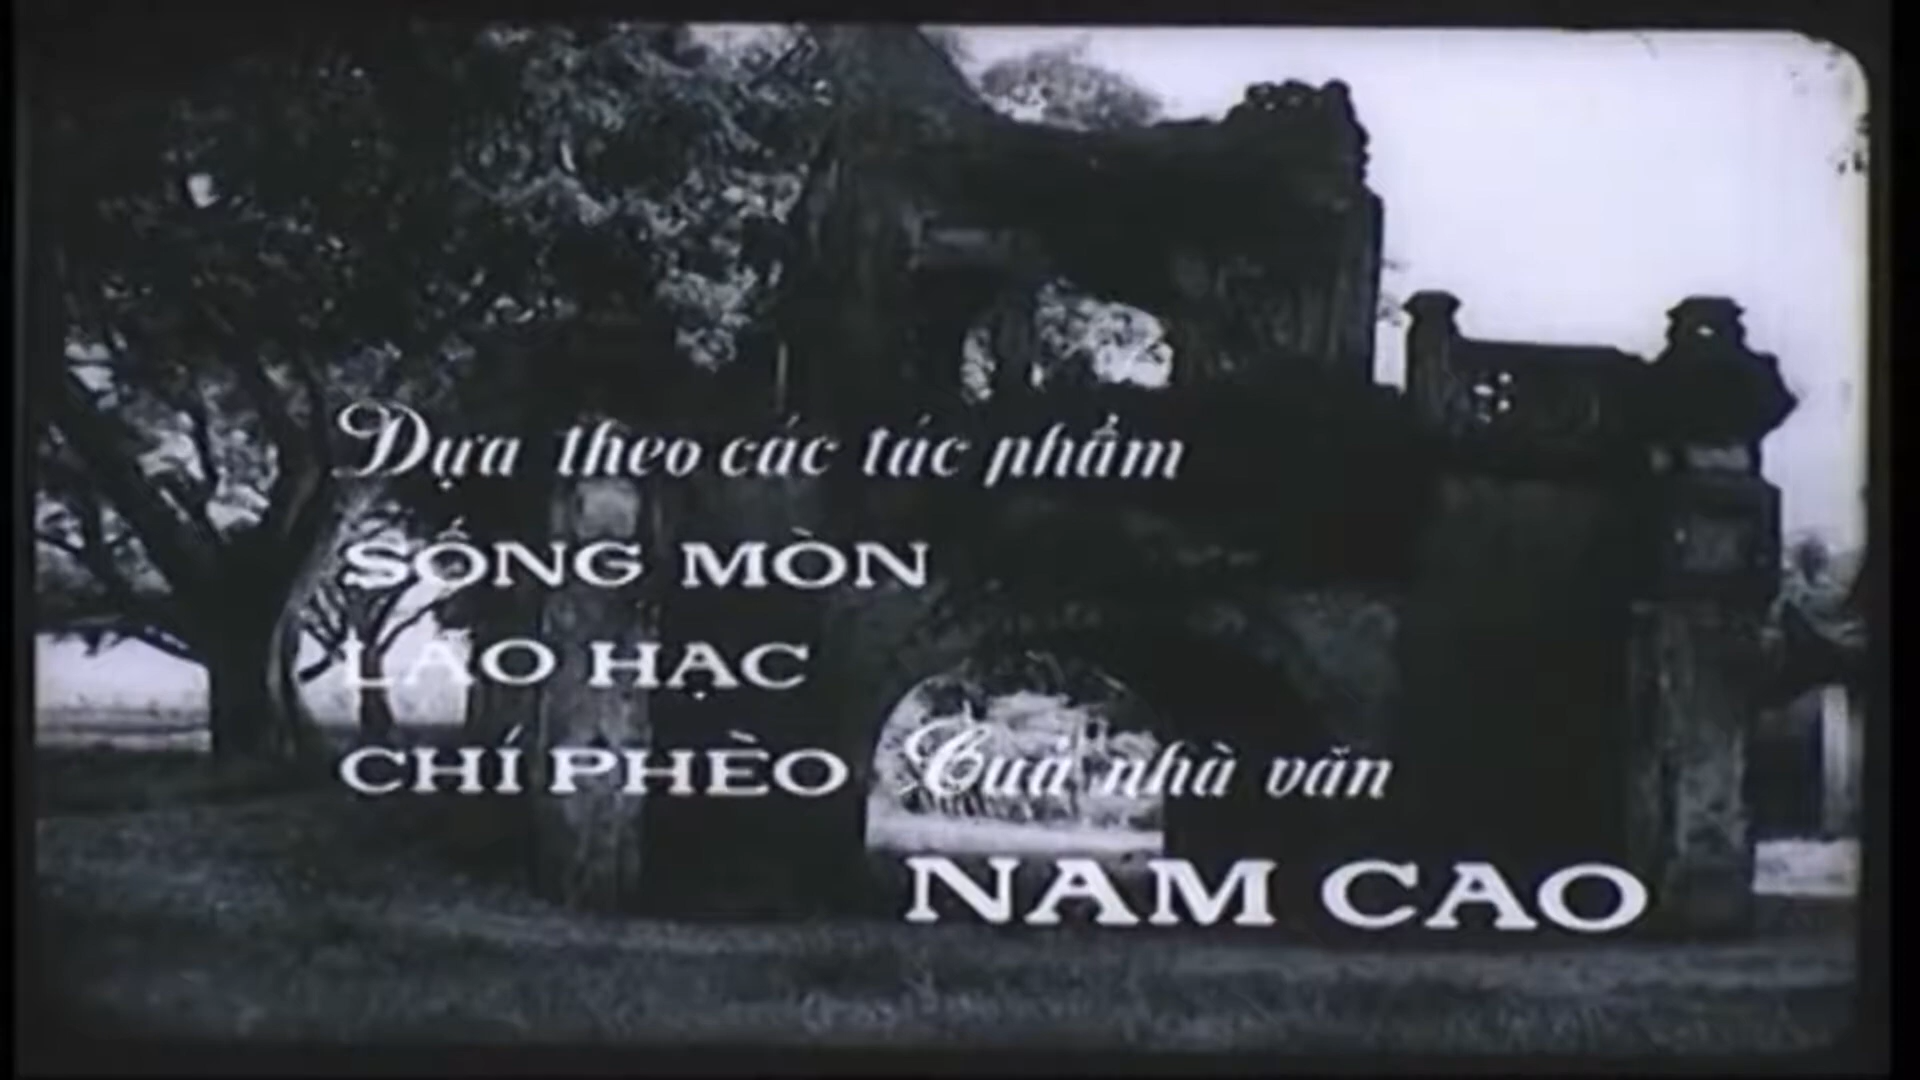 Dựa theo các tác phẩm
SỐNG MÒN
LÃO HẠC
CHÍ PHÈO
Của nhà văn
NAM CAO